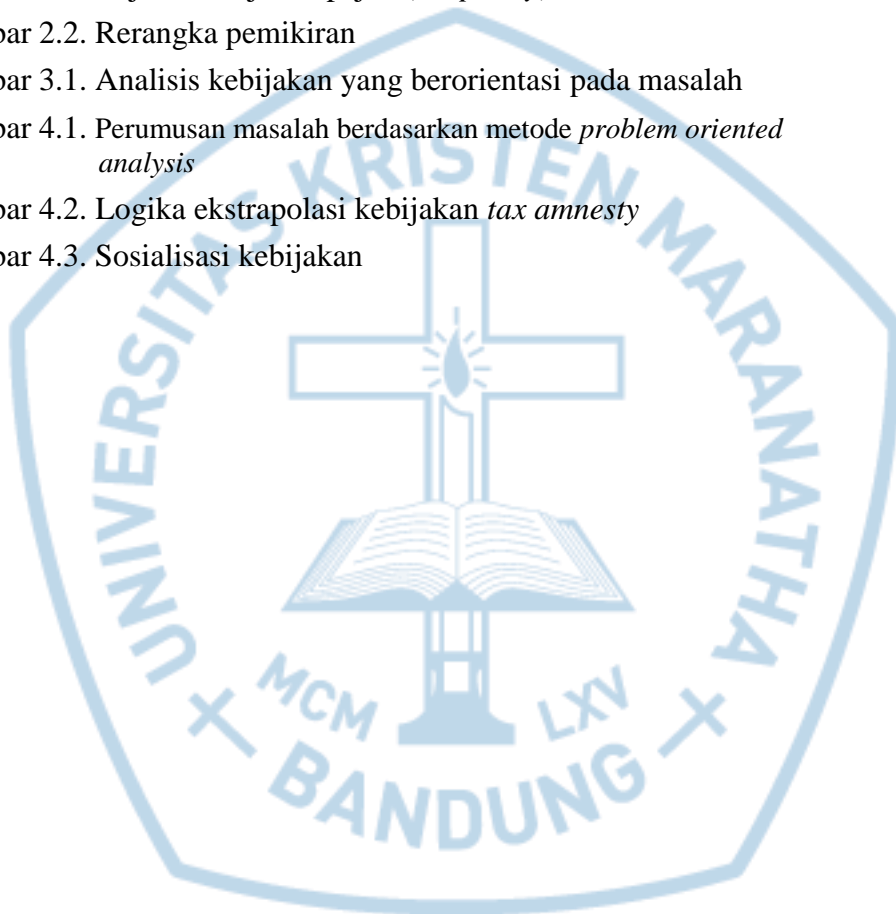 bar 2.2. Rerangka pemikiran
bar 3.1. Analisis kebijakan yang berorientasi pada masalah
bar 4.1. Perumusan masalah berdasarkan metode problem oriented
analysis
bar 4.2. Logika ekstrapolasi kebijakan tax amnesty
bar 4.3. Sosialisasi kebijakan
UNIVERSITAS KRISTEN MARANATHA
MCM LXV
BANDUNG